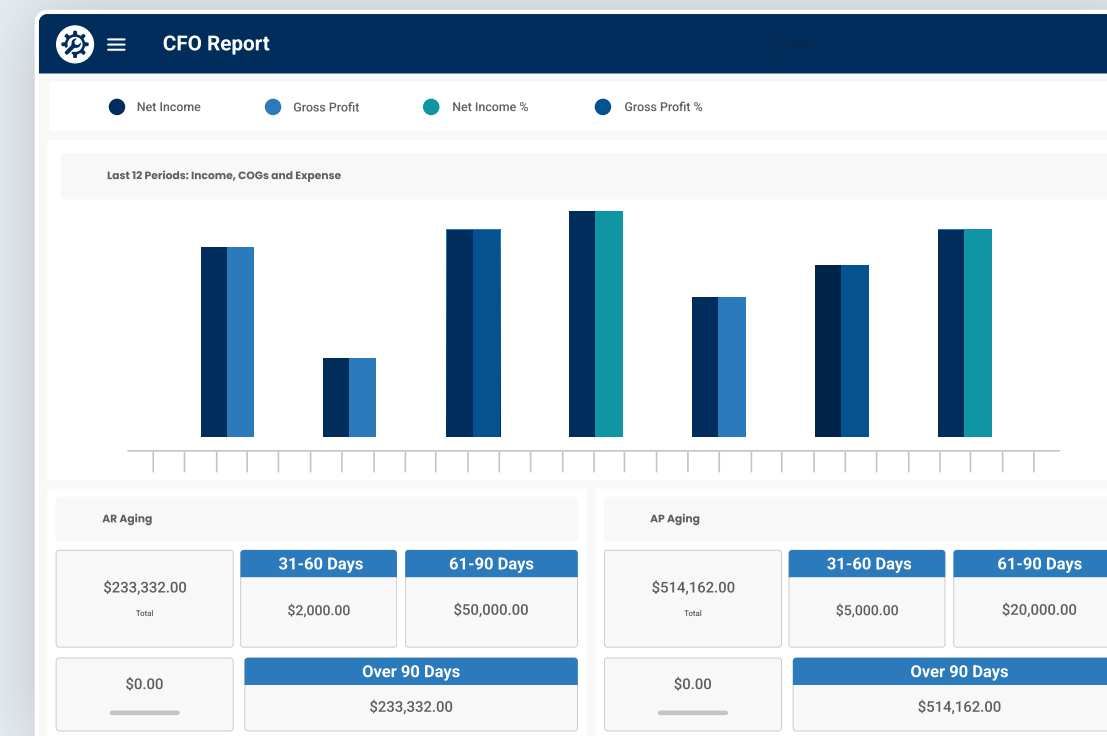 CFO Report
Net Income
Gross Profit
Net Income %
Gross Profit %
Last 12 Periods: Income, COGs and Expense
AR Aging
$233,332.00
Total
31-60 Days
$2,000.00
61-90 Days
$50,000.00
$0.00
Over 90 Days
$233,332.00
AP Aging
$514,162.00
Total
31-60 Days
$5,000.00
61-90 Days
$20,000.00
$0.00
Over 90 Days
$514,162.00